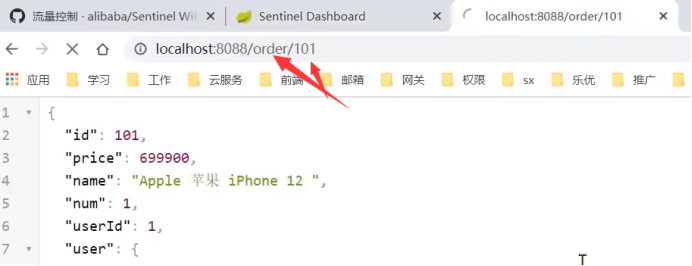 流量控制 · alibaba/Sentinel Wi
Sentinel Dashboard
localhost:8088/order/101
localhost:8088/order/101
应用 学习 工作 云服务 前端 邮箱 网关 权限 sx 乐优 推广
1 {
2 "id": 101,
3 "price": 699900,
4 "name": "Apple 苹果 iPhone 12 ",
5 "num": 1,
6 "userId": 1,
7 "user": {